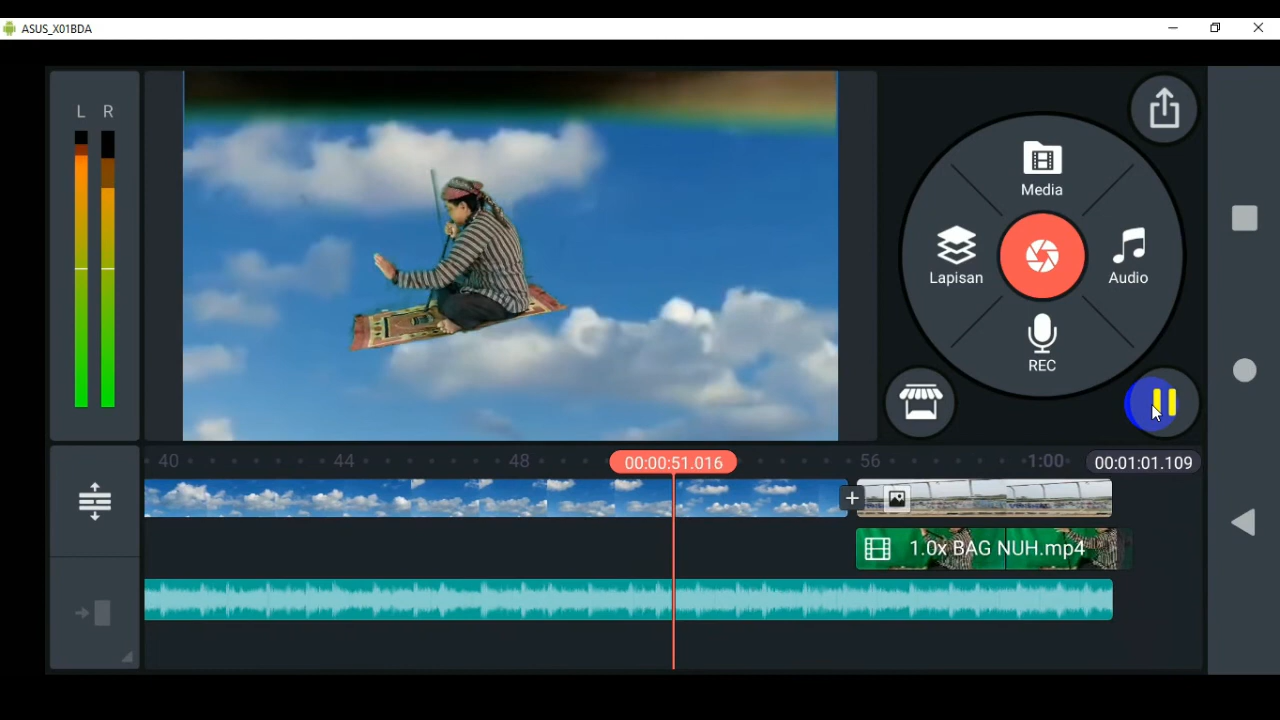 ASUS_X01BDA
L R
Media
Lapisan
Audio
REC
40 44 48 00:00:51.016 56 1:00 00:01:01.109
1.0x BAG NUH.mp4